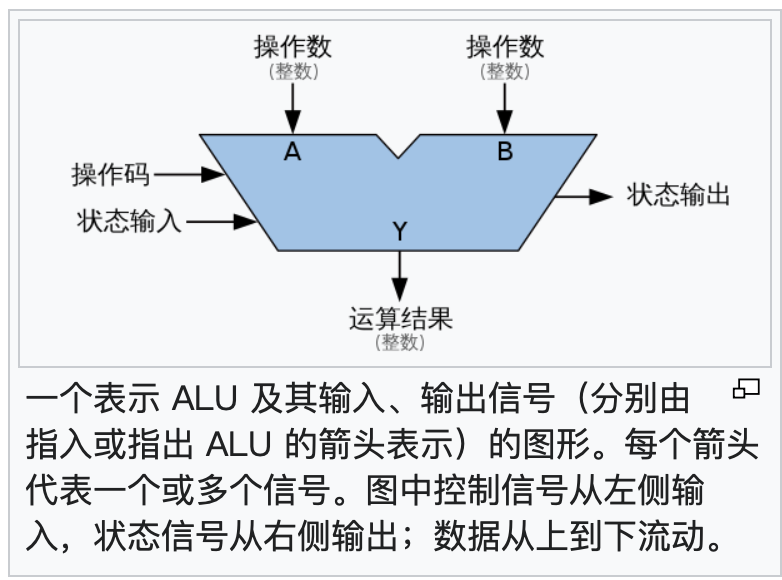 操作数 操作数
(整数) (整数)
A B
操作码
状态输入
状态输出
Y
运算结果
(整数)
一个表示 ALU 及其输入、输出信号（分别由
指入或指出 ALU 的箭头表示）的图形。每个箭头
代表一个或多个信号。图中控制信号从左侧输
入，状态信号从右侧输出；数据从上到下流动。